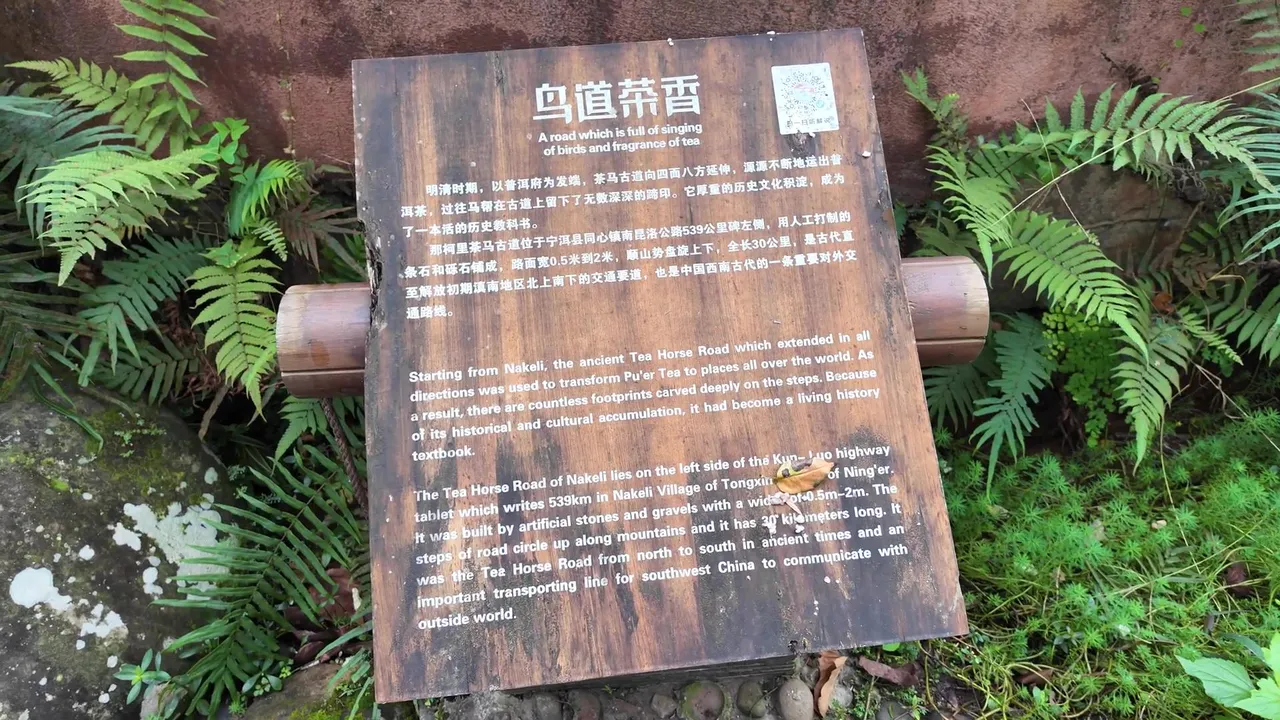 鸟道茶香
A road which is full of singing
of birds and fragrance of tea
扫一扫听解说
明清时期，以普洱府为发端，茶马古道向四面八方延伸，源源不断地运出普
洱茶，过往马帮在古道上留下了无数深深的蹄印。它厚重的历史文化积淀，成为
了一本活的历史教科书。
那柯里茶马古道位于宁洱县同心镇南昆洛公路539公里碑左侧，用人工打制的
条石和砾石铺成，路面宽0.5米到2米，顺山势盘旋上下，全长30公里，是古代直
至解放初期滇南地区北上南下的交通要道，也是中国西南古代的一条重要对外交
通路线。
Starting from Nakeli, the ancient Tea Horse Road which extended in all
directions was used to transform Pu'er Tea to places all over the world. As
a result, there are countless footprints carved deeply on the steps. Because
of its historical and cultural accumulation, it had become a living history
textbook.
The Tea Horse Road of Nakeli lies on the left side of the Kun-Luo highway
tablet which writes 539km in Nakeli Village of Tongxin of Ning'er.
It was built by artificial stones and gravels with a widt of 0.5m-2m. The
steps of road circle up along mountains and it has 30 kilometers long. It
was the Tea Horse Road from north to south in ancient times and an
important transporting line for southwest China to communicate with
outside world.